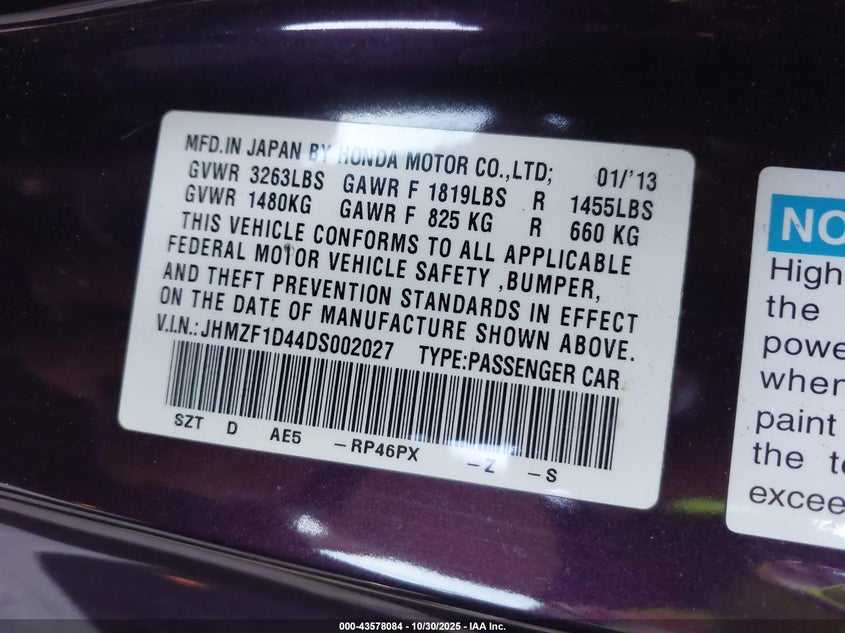 MFD.IN JAPAN BY HONDA MOTOR CO.,LTD; 01/'13
GVWR 3263LBS GAWR F 1819LBS R 1455LBS
GVWR 1480KG GAWR F 825 KG R 660 KG
THIS VEHICLE CONFORMS TO ALL APPLICABLE
FEDERAL MOTOR VEHICLE SAFETY ,BUMPER,
AND THEFT PREVENTION STANDARDS IN EFFECT
ON THE DATE OF MANUFACTURE SHOWN ABOVE.
V.I.N.:JHMZF1D44DS002027 TYPE:PASSENGER CAR
SZT D AE5 -RP46PX -Z -S
NO
High
the
powe
when
paint
the te
excee
000-43578084 / 10/30/2025 - IAA Inc.